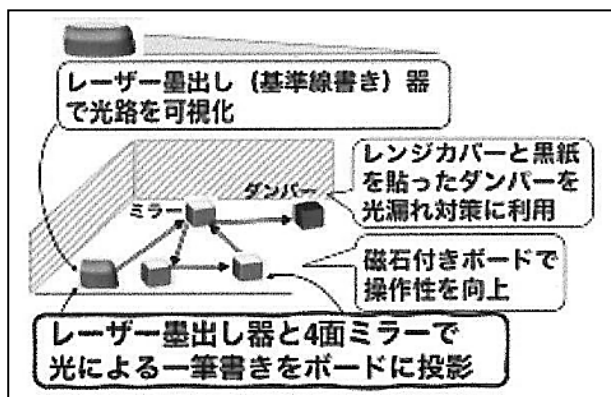 レーザー墨出し（基準線書き）器
で光路を可視化
レンジカバーと黒紙
を貼ったダンパーを
光漏れ対策に利用
ダンパー
ミラー
磁石付きボードで
操作性を向上
レーザー墨出し器と4面ミラーで
光による一筆書きをボードに投影